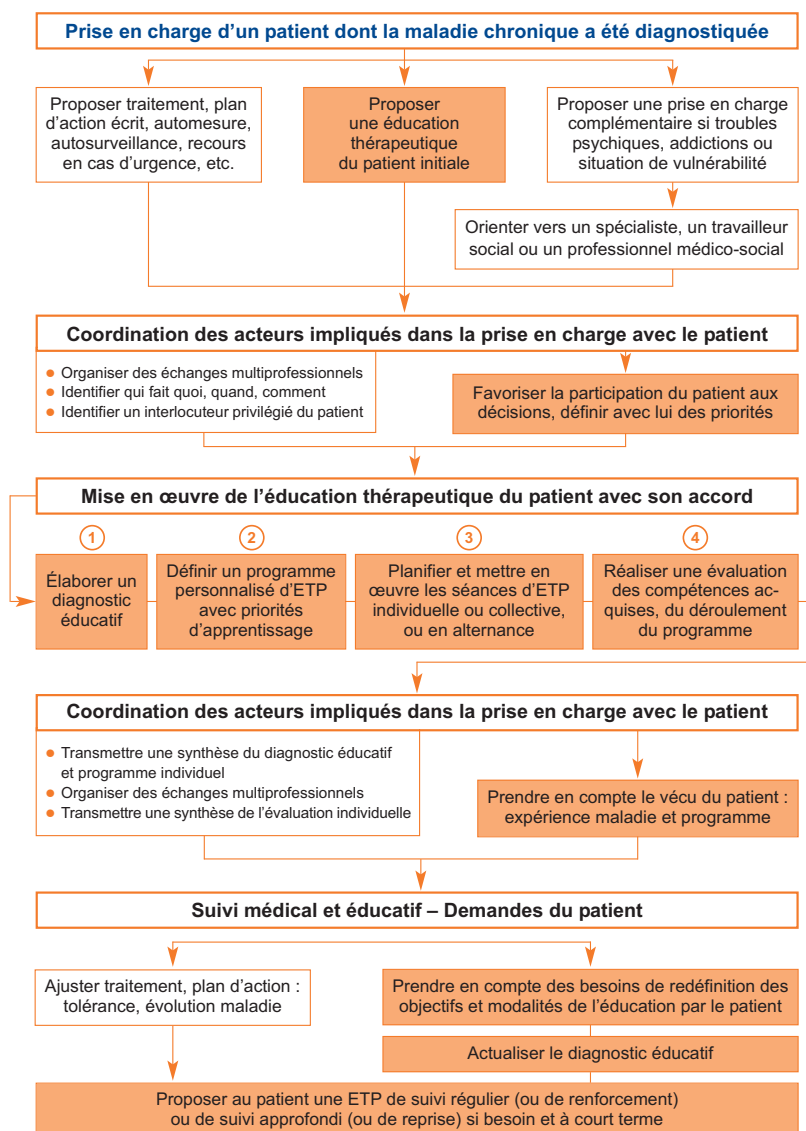 Prise en charge d'un patient dont la maladie chronique a été diagnostiquée
Proposer traitement, plan
d'action écrit, automesure,
autosurveillance, recours
en cas d'urgence, etc.
Proposer
une éducation
thérapeutique
du patient initiale
Proposer une prise en charge
complémentaire si troubles
psychiques, addictions ou
situation de vulnérabilité
Orienter vers un spécialiste, un travailleur
social ou un professionnel médico-social
Coordination des acteurs impliqués dans la prise en charge avec le patient
• Organiser des échanges multiprofessionnels
• Identifier qui fait quoi, quand, comment
• Identifier un interlocuteur privilégié du patient
Favoriser la participation du patient aux
décisions, définir avec lui des priorités
Mise en œuvre de l'éducation thérapeutique du patient avec son accord
1
Élaborer un
diagnostic
éducatif
2
Définir un programme
personnalisé d'ETP
avec priorités
d'apprentissage
3
Planifier et mettre en
œuvre les séances d'ETP
individuelle ou collective,
ou en alternance
4
Réaliser une évaluation
des compétences ac-
quises, du déroulement
du programme
Coordination des acteurs impliqués dans la prise en charge avec le patient
• Transmettre une synthèse du diagnostic éducatif
et programme individuel
• Organiser des échanges multiprofessionnels
• Transmettre une synthèse de l'évaluation individuelle
Prendre en compte le vécu du patient :
expérience maladie et programme
Suivi médical et éducatif – Demandes du patient
Ajuster traitement, plan d'action :
tolérance, évolution maladie
Prendre en compte des besoins de redéfinition des
objectifs et modalités de l'éducation par le patient
Actualiser le diagnostic éducatif
Proposer au patient une ETP de suivi régulier (ou de renforcement)
ou de suivi approfondi (ou de reprise) si besoin et à court terme